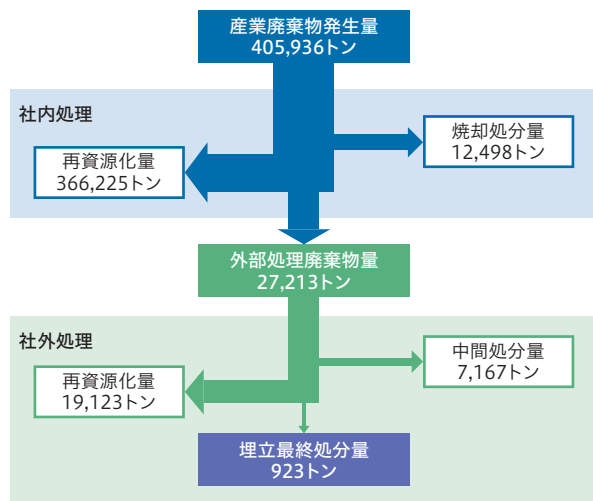 産業廃棄物発生量
405,936トン
社内処理
焼却処分量
12,498トン
再資源化量
366,225トン
外部処理廃棄物量
27,213トン
社外処理
中間処分量
7,167トン
再資源化量
19,123トン
埋立最終処分量
923トン